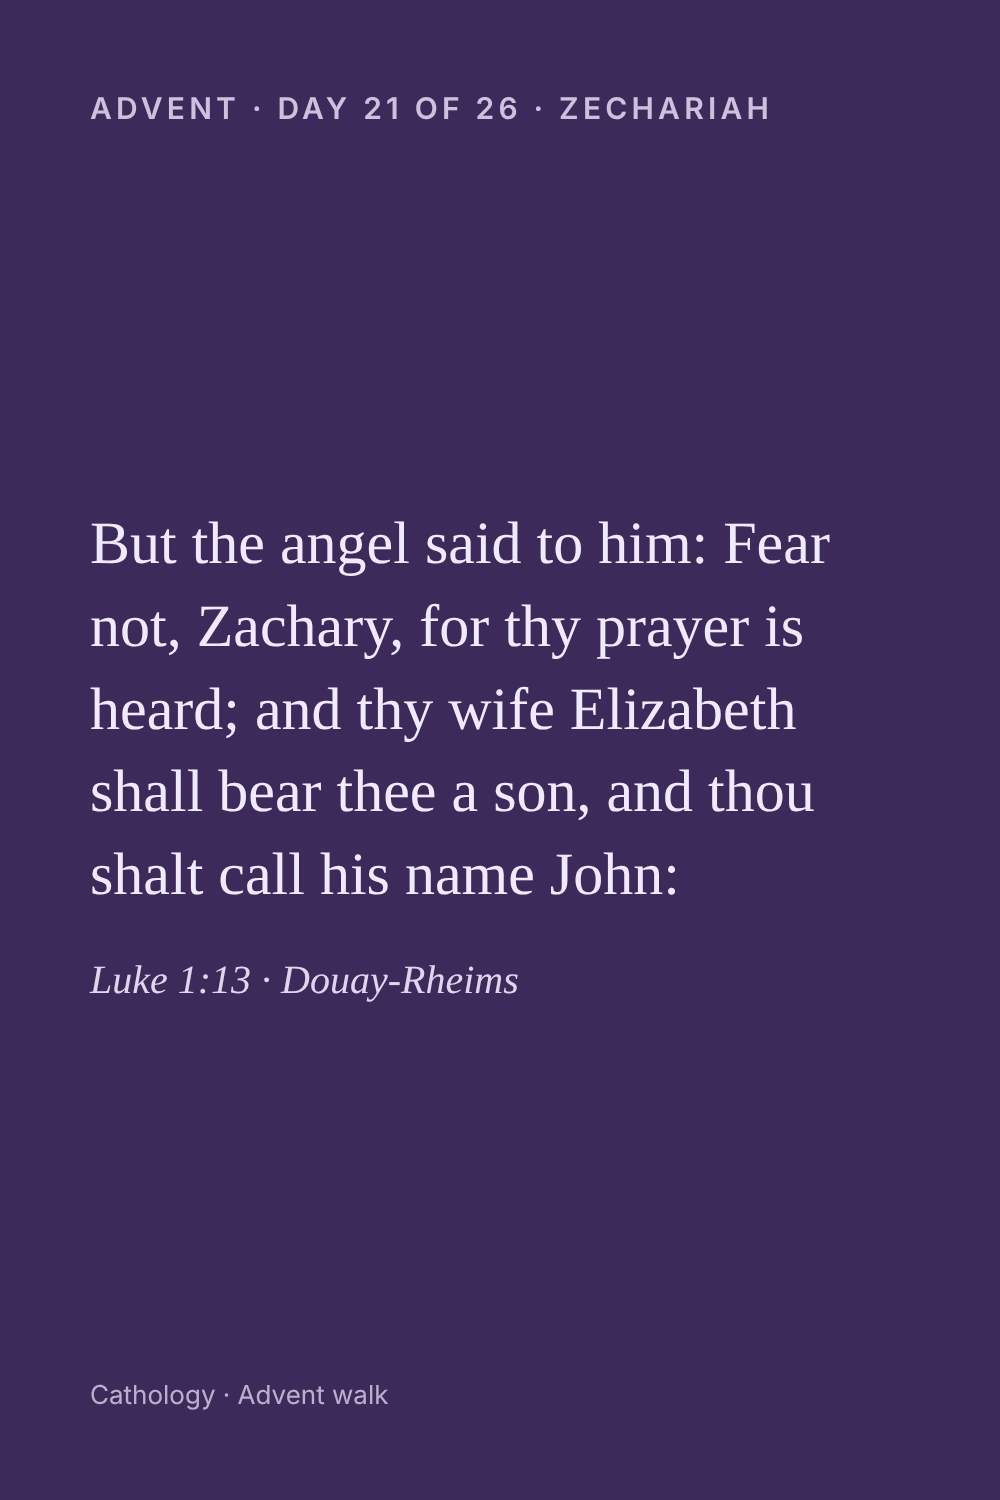 ADVENT · DAY 21 OF 26 · ZECHARIAH
But the angel said to him: Fear
not, Zachary, for thy prayer is
heard; and thy wife Elizabeth
shall bear thee a son, and thou
shalt call his name John:
Luke 1:13 · Douay-Rheims
Cathology · Advent walk